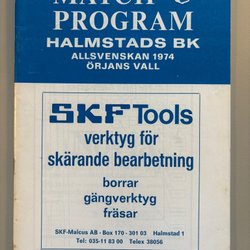 MATCH &
PROGRAM
HALMSTADS BK
ALLSVENSKAN 1974
ÖRJANS VALL
SKF Tools
verktyg för
skärande bearbetning
borrar
gängverktyg
fräsar
SKF-Malcus AB · Box 170 · 301 03 Halmstad 1
Tel: 035-11 83 00 Telex 38056